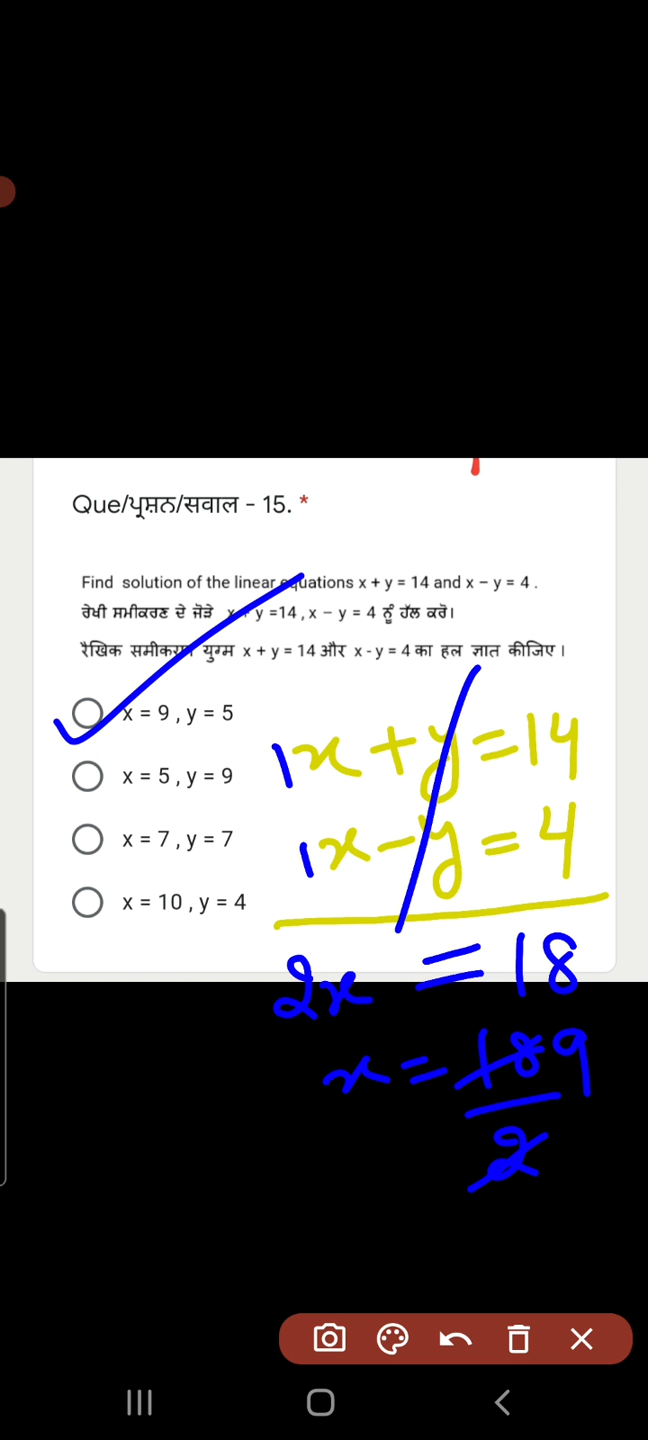 Que/ਪ੍ਰਸ਼ਨ/सवाल - 15. *
Find solution of the linear equations x + y = 14 and x – y = 4 .
ਰੇਖੀ ਸਮੀਕਰਣ ਦੇ ਜੋੜੇ x + y =14 , x – y = 4 ਨੂੰ ਹੱਲ ਕਰੋ।
रैखिक समीकरण युग्म x + y = 14 और x - y = 4 का हल ज्ञात कीजिए ।
x = 9 , y = 5
x = 5 , y = 9
x = 7 , y = 7
x = 10 , y = 4
1x + y = 14
1x - y = 4
2x = 18
x = 18 9
2